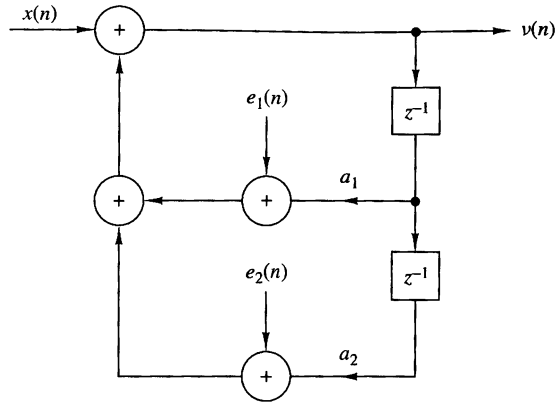 x(n)
+
ν(n)
z⁻¹
e₁(n)
a₁
+
+
z⁻¹
e₂(n)
a₂
+